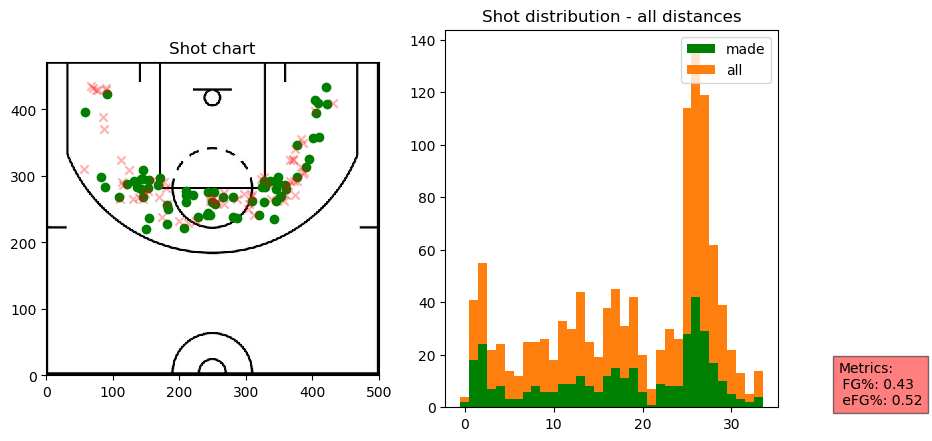 Shot chart
400
300
200
100
0
0 100 200 300 400 500
Shot distribution - all distances
140
120
100
80
60
40
20
0
0 10 20 30
made
all
Metrics:
FG%: 0.43
eFG%: 0.52